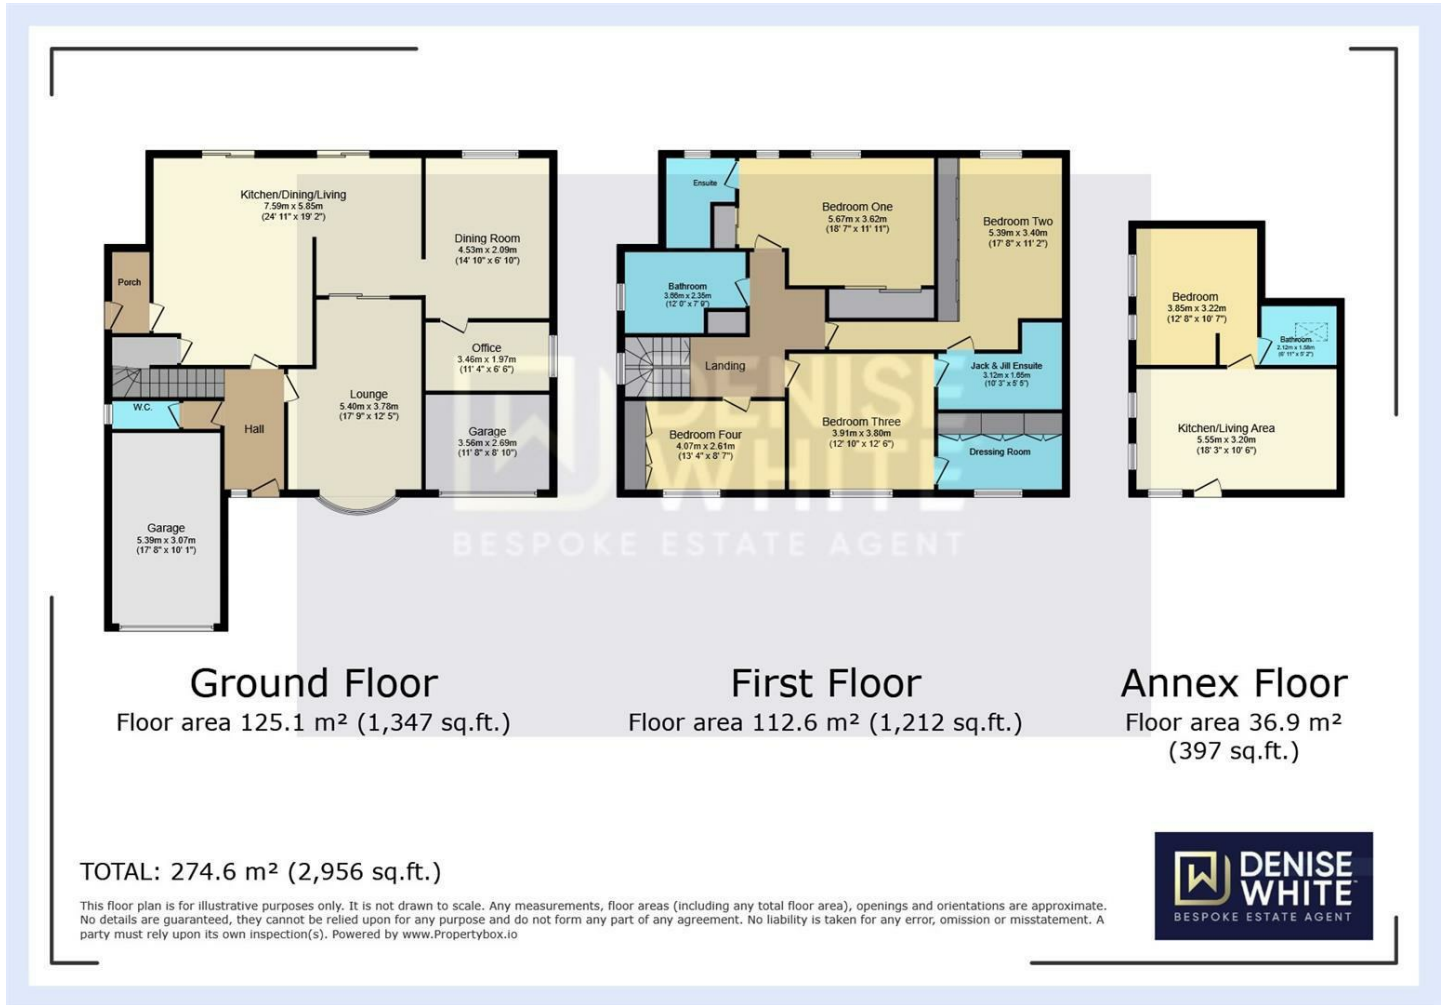 Kitchen/Dining/Living
7.59m x 5.85m
(24' 11" x 19' 2")
Dining Room
4.53m x 2.09m
(14' 10" x 6' 10")
Porch
Office
3.46m x 1.97m
(11' 4" x 6' 6")
Lounge
5.40m x 3.78m
(17' 9" x 12' 5")
W.C.
Hall
Garage
3.56m x 2.69m
(11' 8" x 8' 10")
Garage
5.39m x 3.07m
(17' 8" x 10' 1")
Ensuite
Bedroom One
5.67m x 3.62m
(18' 7" x 11' 11")
Bedroom Two
5.39m x 3.40m
(17' 8" x 11' 2")
Bathroom
3.66m x 2.35m
(12' 0" x 7' 9")
Landing
Jack & Jill Ensuite
3.12m x 1.65m
(10' 3" x 5' 5")
Bedroom Four
4.07m x 2.61m
(13' 4" x 8' 7")
Bedroom Three
3.91m x 3.80m
(12' 10" x 12' 6")
Dressing Room
Bedroom
3.85m x 3.22m
(12' 8" x 10' 7")
Bathroom
2.12m x 1.58m
(6' 11" x 5' 2")
Kitchen/Living Area
5.55m x 3.20m
(18' 3" x 10' 6")
DENISE
WHITE
BESPOKE ESTATE AGENT
Ground Floor
Floor area 125.1 m² (1,347 sq.ft.)
First Floor
Floor area 112.6 m² (1,212 sq.ft.)
Annex Floor
Floor area 36.9 m²
(397 sq.ft.)
TOTAL: 274.6 m² (2,956 sq.ft.)
This floor plan is for illustrative purposes only. It is not drawn to scale. Any measurements, floor areas (including any total floor area), openings and orientations are approximate.
No details are guaranteed, they cannot be relied upon for any purpose and do not form any part of any agreement. No liability is taken for any error, omission or misstatement. A
party must rely upon its own inspection(s). Powered by www.Propertybox.io
DENISE
WHITE
BESPOKE ESTATE AGENT